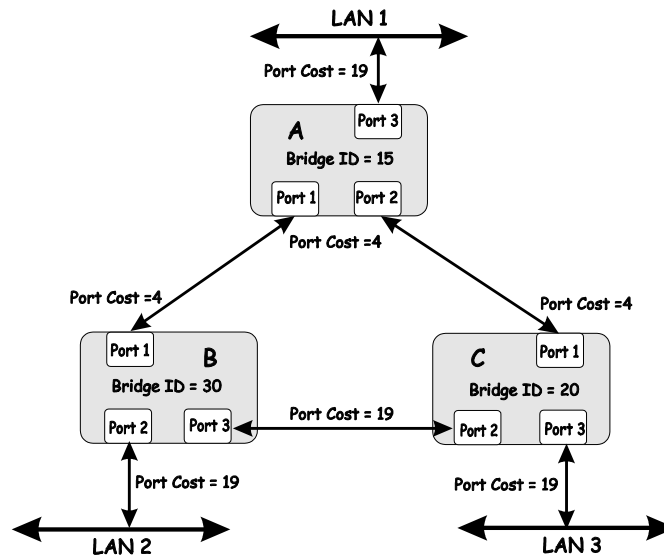 LAN 1
Port Cost = 19
Port 3
A
Bridge ID = 15
Port 1
Port 2
Port Cost =4
Port Cost =4
Port Cost =4
Port 1
B
Bridge ID = 30
Port 2
Port 3
C
Port 1
Bridge ID = 20
Port 2
Port 3
Port Cost = 19
Port Cost = 19
Port Cost = 19
LAN 2
LAN 3